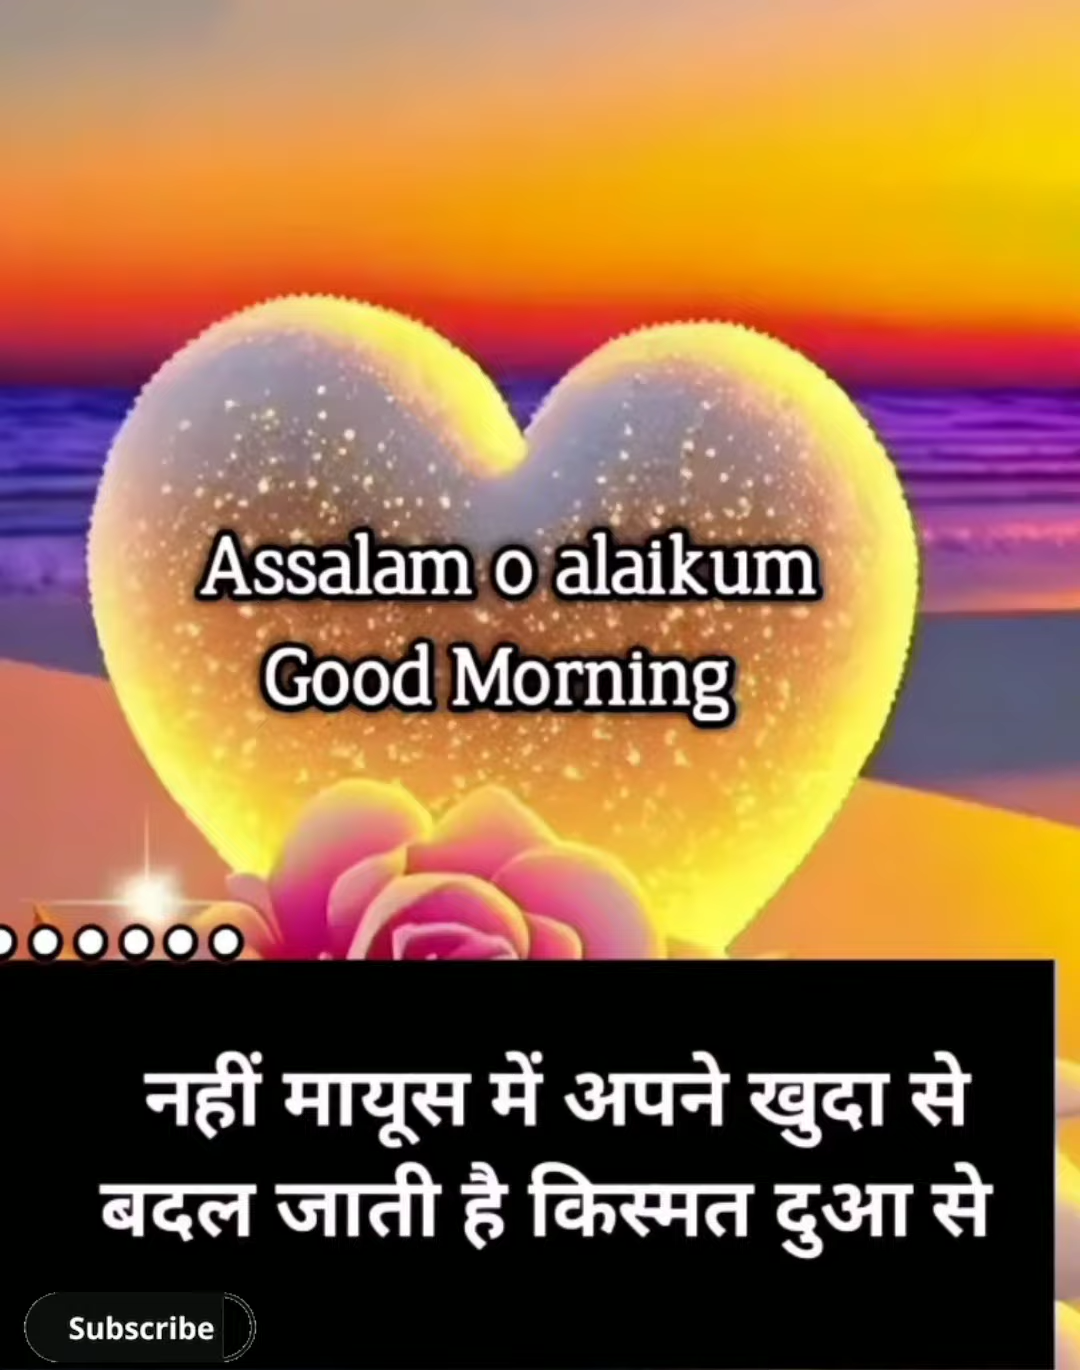 Assalam o alaikum
Good Morning
नहीं मायूस में अपने खुदा से
बदल जाती है किस्मत दुआ से
Subscribe